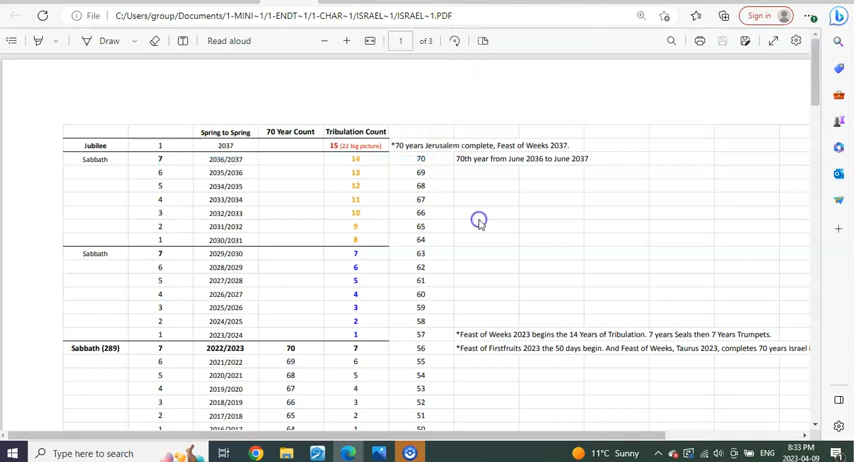 File C:/Users/group/Documents/1-MINI~1/1-ENDT~1/1-CHAR~1/ISRAEL~1/ISRAEL~1.PDF Sign in
Draw Read aloud 1 of 3
Spring to Spring 70 Year Count Tribulation Count
Jubilee 1 2037 15 (22 big picture) *70 years Jerusalem complete, Feast of Weeks 2037.
Sabbath 7 2036/2037 14 70 70th year from June 2036 to June 2037
6 2035/2036 13 69
5 2034/2035 12 68
4 2033/2034 11 67
3 2032/2033 10 66
2 2031/2032 9 65
1 2030/2031 8 64
Sabbath 7 2029/2030 7 63
6 2028/2029 6 62
5 2027/2028 5 61
4 2026/2027 4 60
3 2025/2026 3 59
2 2024/2025 2 58
1 2023/2024 1 57 *Feast of Weeks 2023 begins the 14 Years of Tribulation. 7 years Seals then 7 Years Trumpets.
Sabbath (289) 7 2022/2023 70 7 56 *Feast of Firstfruits 2023 the 50 days begin. And Feast of Weeks, Taurus 2023, completes 70 years Israel
6 2021/2022 69 6 55
5 2020/2021 68 5 54
4 2019/2020 67 4 53
3 2018/2019 66 3 52
2 2017/2018 65 2 51
1 2016/2017 64 1 50
Type here to search 11°C Sunny ENG 8:33 PM
2023-04-09